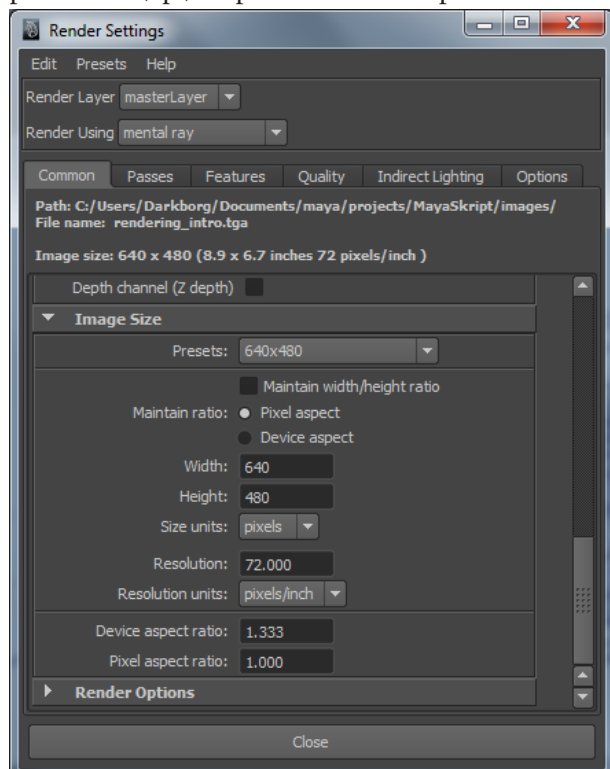 Render Settings
Edit Presets Help
Render Layer masterLayer
Render Using mental ray
Common Passes Features Quality Indirect Lighting Options
Path: C:/Users/Darkborg/Documents/maya/projects/MayaSkript/images/
File name: rendering_intro.tga
Image size: 640 x 480 (8.9 x 6.7 inches 72 pixels/inch )
Depth channel (Z depth)
Image Size
Presets: 640x480
Maintain width/height ratio
Maintain ratio: Pixel aspect
Device aspect
Width: 640
Height: 480
Size units: pixels
Resolution: 72.000
Resolution units: pixels/inch
Device aspect ratio: 1.333
Pixel aspect ratio: 1.000
Render Options
Close